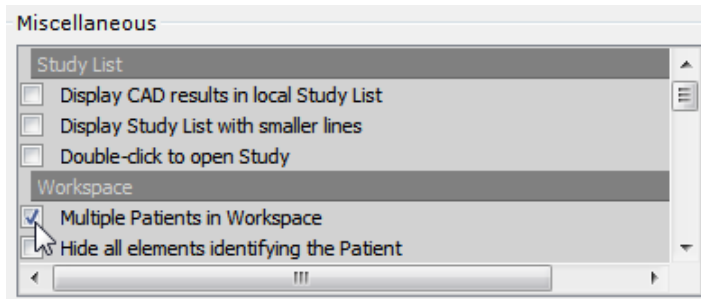 Miscellaneous
Study List
Display CAD results in local Study List
Display Study List with smaller lines
Double-click to open Study
Workspace
Multiple Patients in Workspace
Hide all elements identifying the Patient